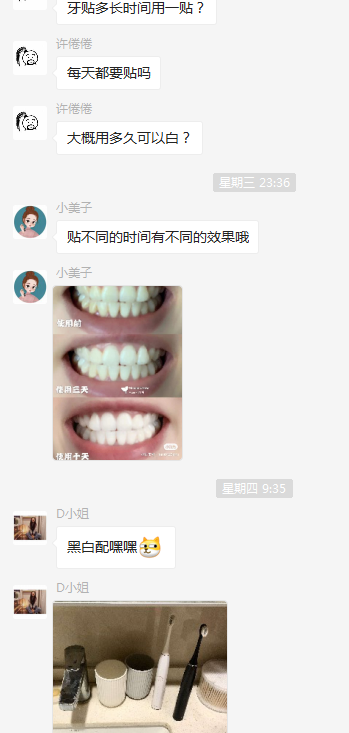 牙贴多长时间用一贴？
许倦倦
每天都要贴吗
许倦倦
大概用多久可以白？
星期三 23:36
小美子
贴不同的时间有不同的效果哦
小美子
使用前
使用三天
使用十天
星期四 9:35
D小姐
黑白配嘿嘿
D小姐